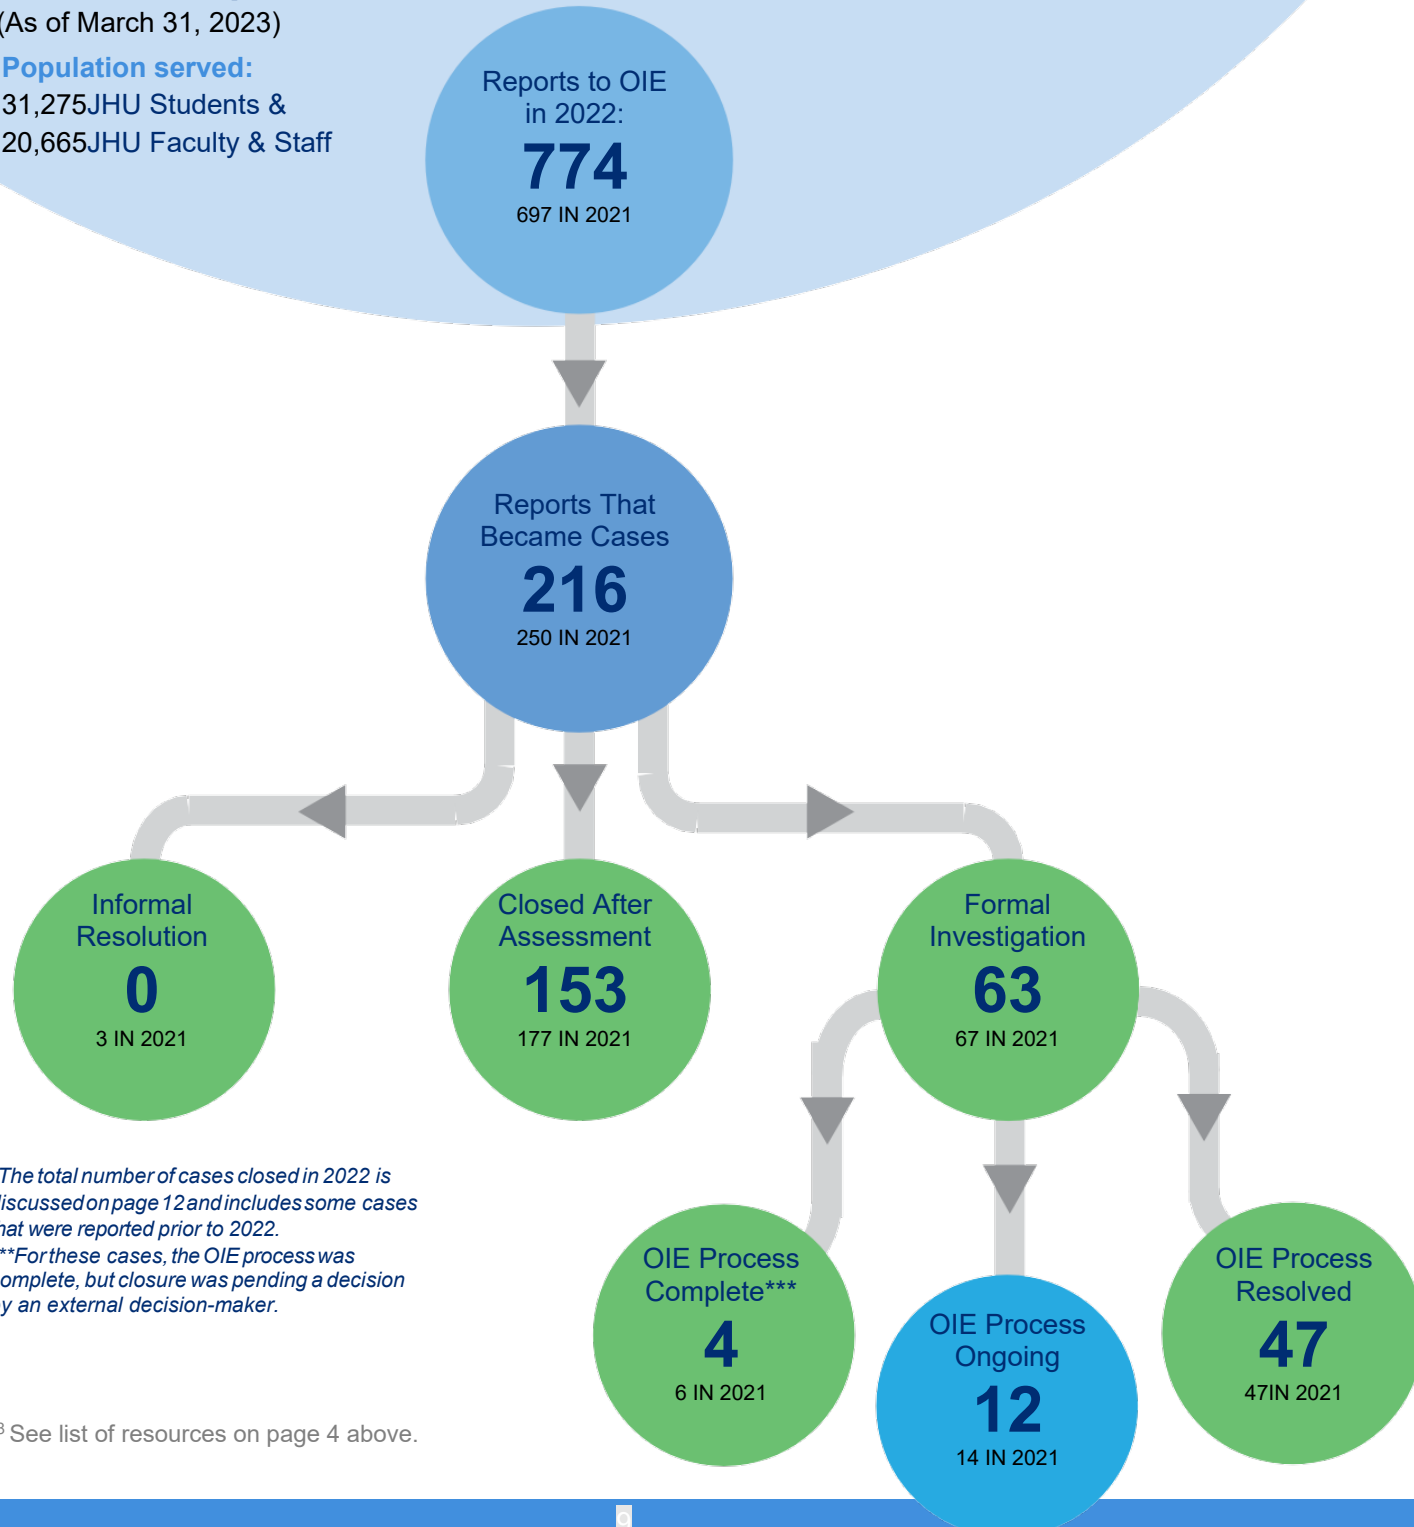 (As of March 31, 2023)
Population served:
31,275JHU Students &
20,665JHU Faculty & Staff
Reports to OIE
in 2022:
774
697 IN 2021
Reports That
Became Cases
216
250 IN 2021
Informal
Resolution
0
3 IN 2021
Closed After
Assessment
153
177 IN 2021
Formal
Investigation
63
67 IN 2021
The total number of cases closed in 2022 is
discussed on page 12 and includes some cases
that were reported prior to 2022.
**For these cases, the OIE process was
complete, but closure was pending a decision
by an external decision-maker.
OIE Process
Complete***
4
6 IN 2021
OIE Process
Ongoing
12
14 IN 2021
OIE Process
Resolved
47
47IN 2021
3 See list of resources on page 4 above.
9